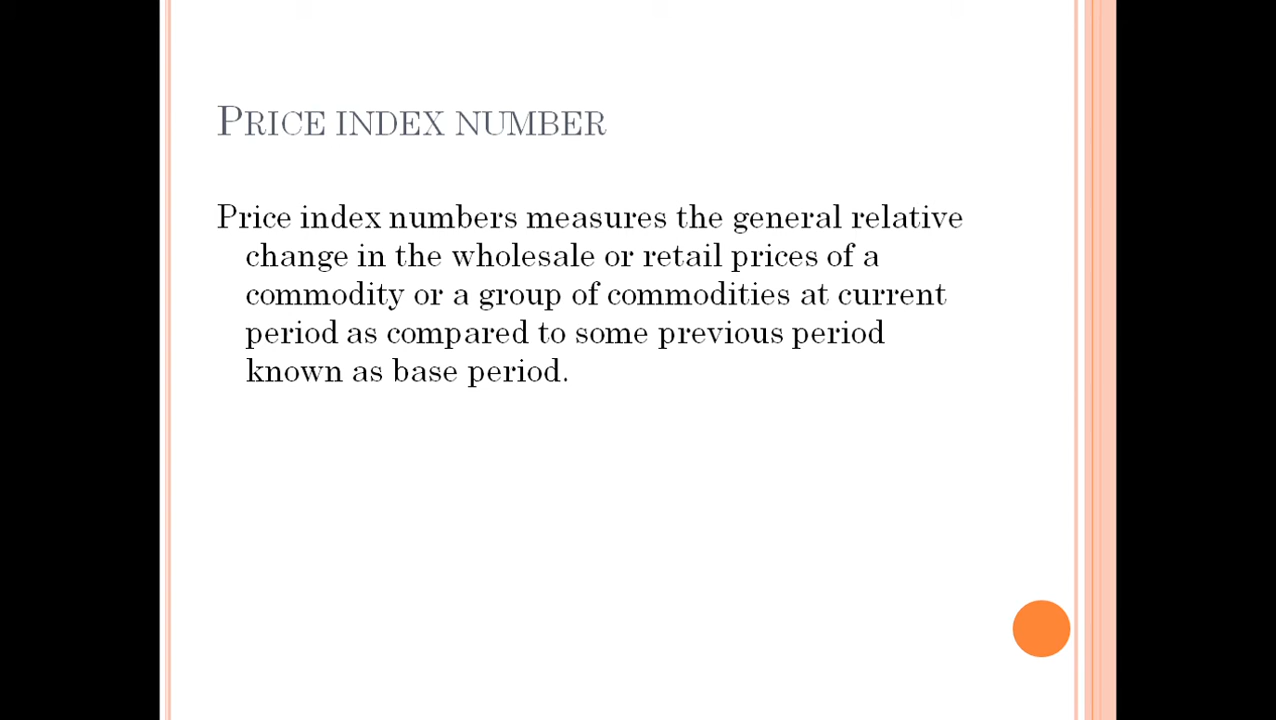 PRICE INDEX NUMBER
Price index numbers measures the general relative
change in the wholesale or retail prices of a
commodity or a group of commodities at current
period as compared to some previous period
known as base period.